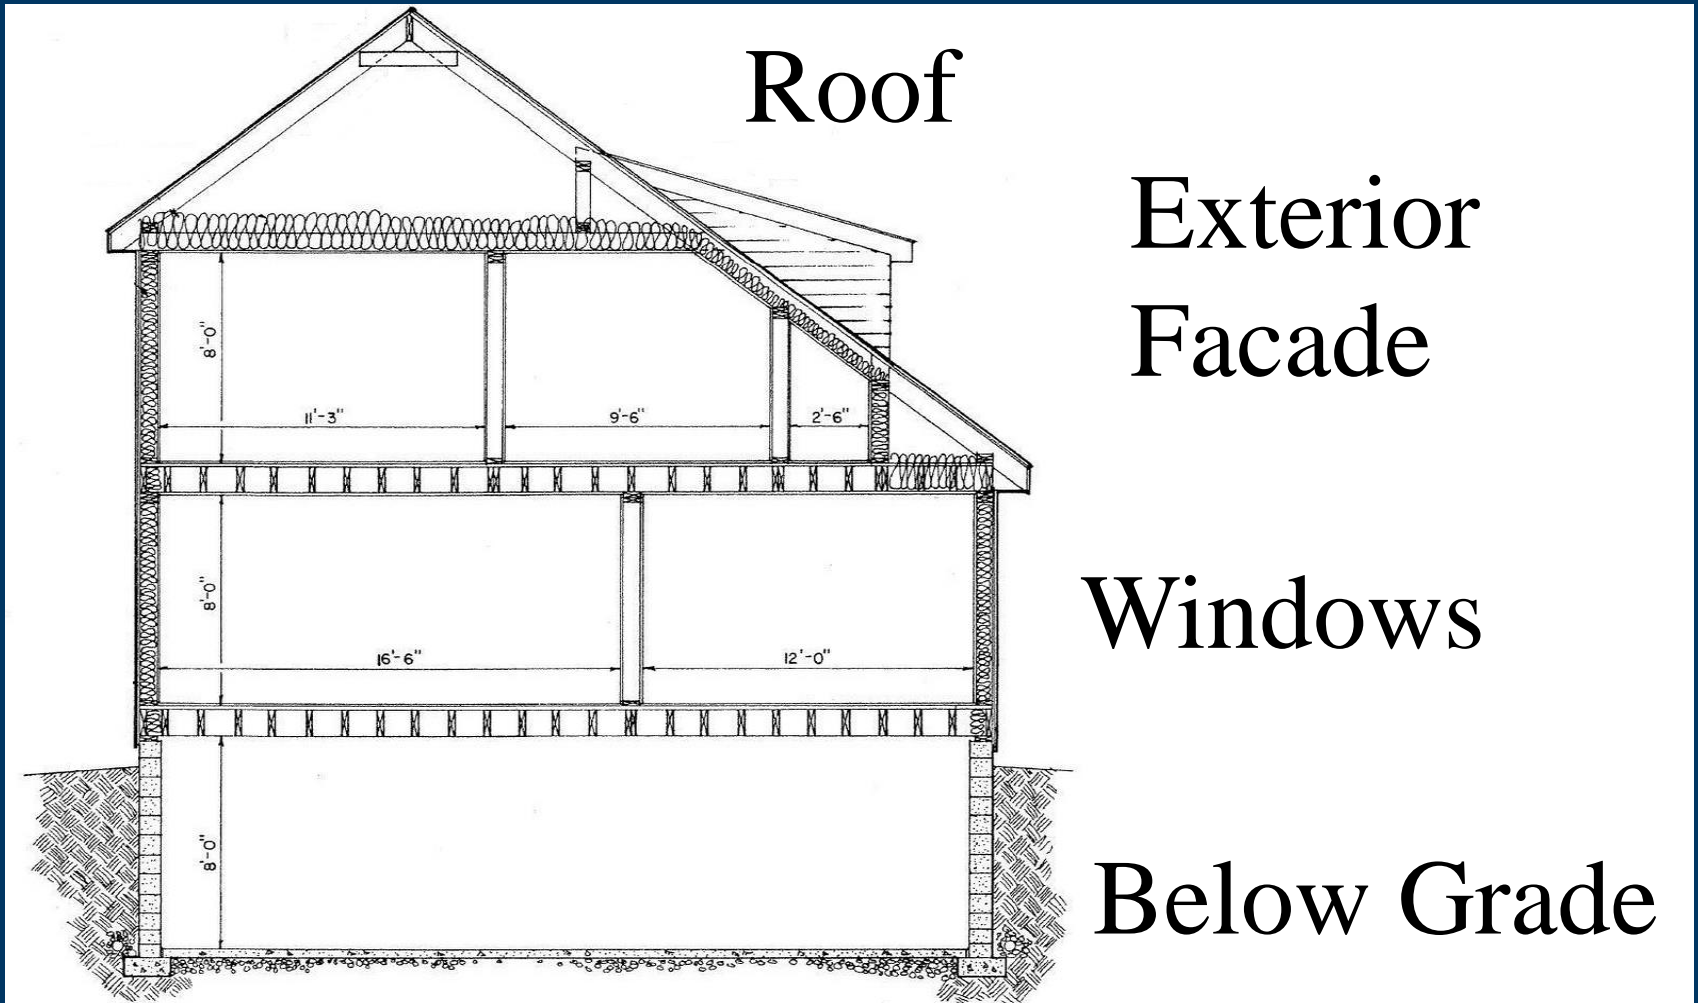 Roof
Exterior
Facade
8'-0"
11'-3"
9'-6"
2'-6"
Windows
8'-0"
16'-6"
12'-0"
8'-0"
Below Grade